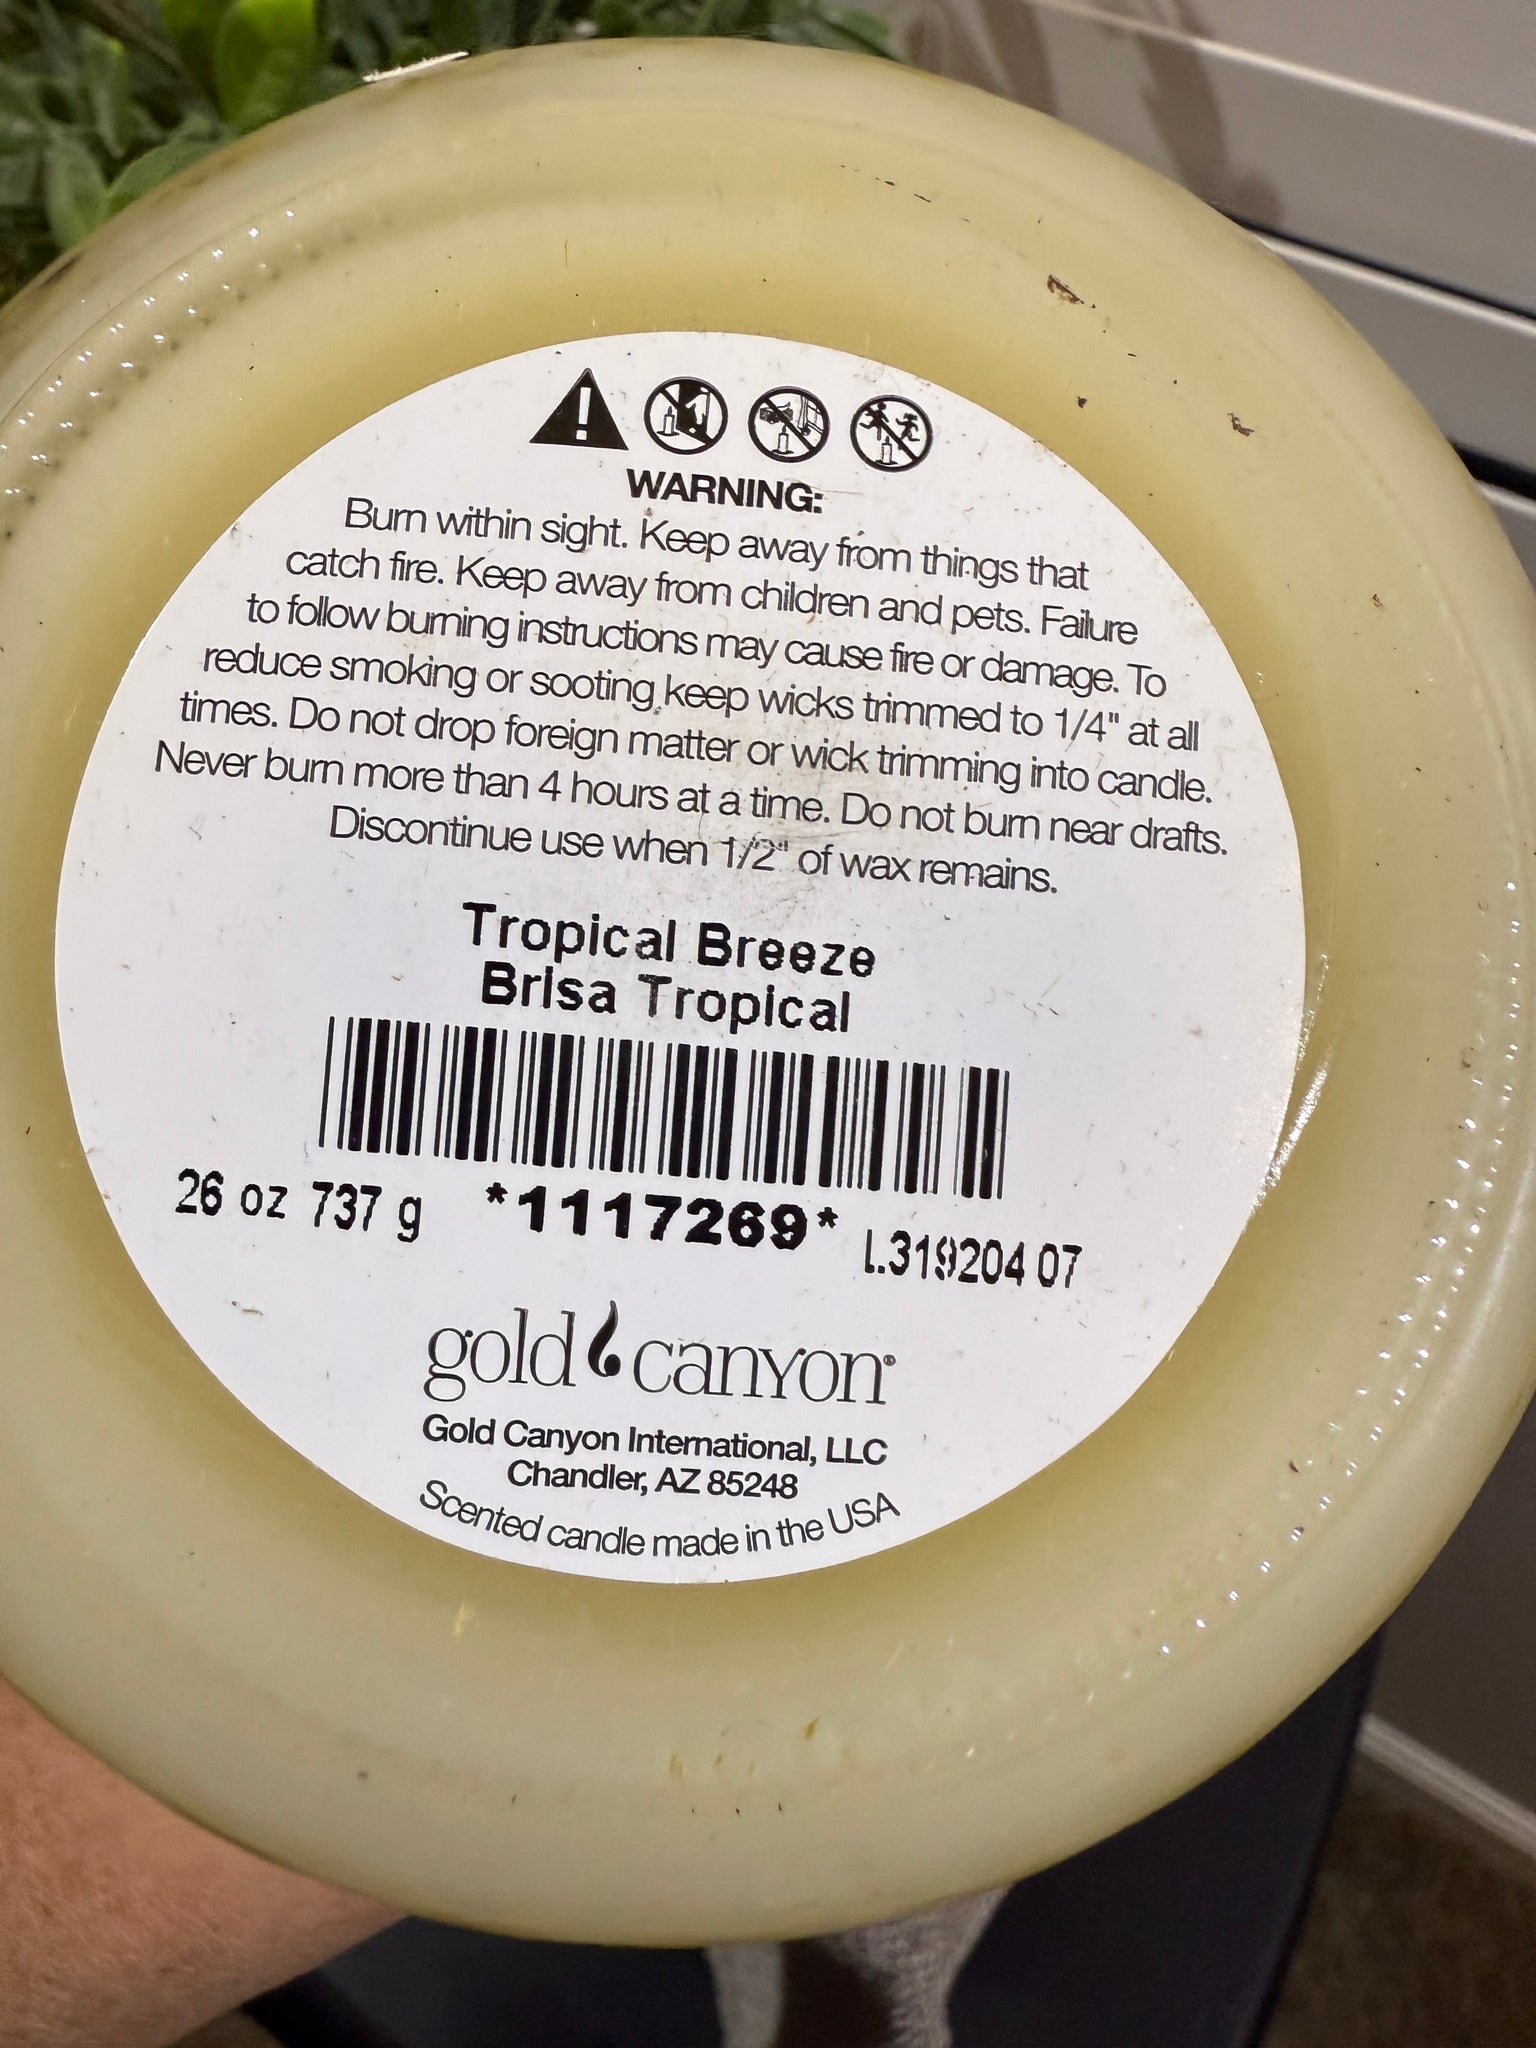 WARNING:
Burn within sight. Keep away from things that
catch fire. Keep away from children and pets. Failure
to follow burning instructions may cause fire or damage. To
reduce smoking or sooting keep wicks trimmed to 1/4" at all
times. Do not drop foreign matter or wick trimming into candle.
Never burn more than 4 hours at a time. Do not burn near drafts.
Discontinue use when 1/2" of wax remains.
Tropical Breeze
Brisa Tropical
26 oz 737 g *1117269* L319204 07
gold canyon®
Gold Canyon International, LLC
Chandler, AZ 85248
Scented candle made in the USA